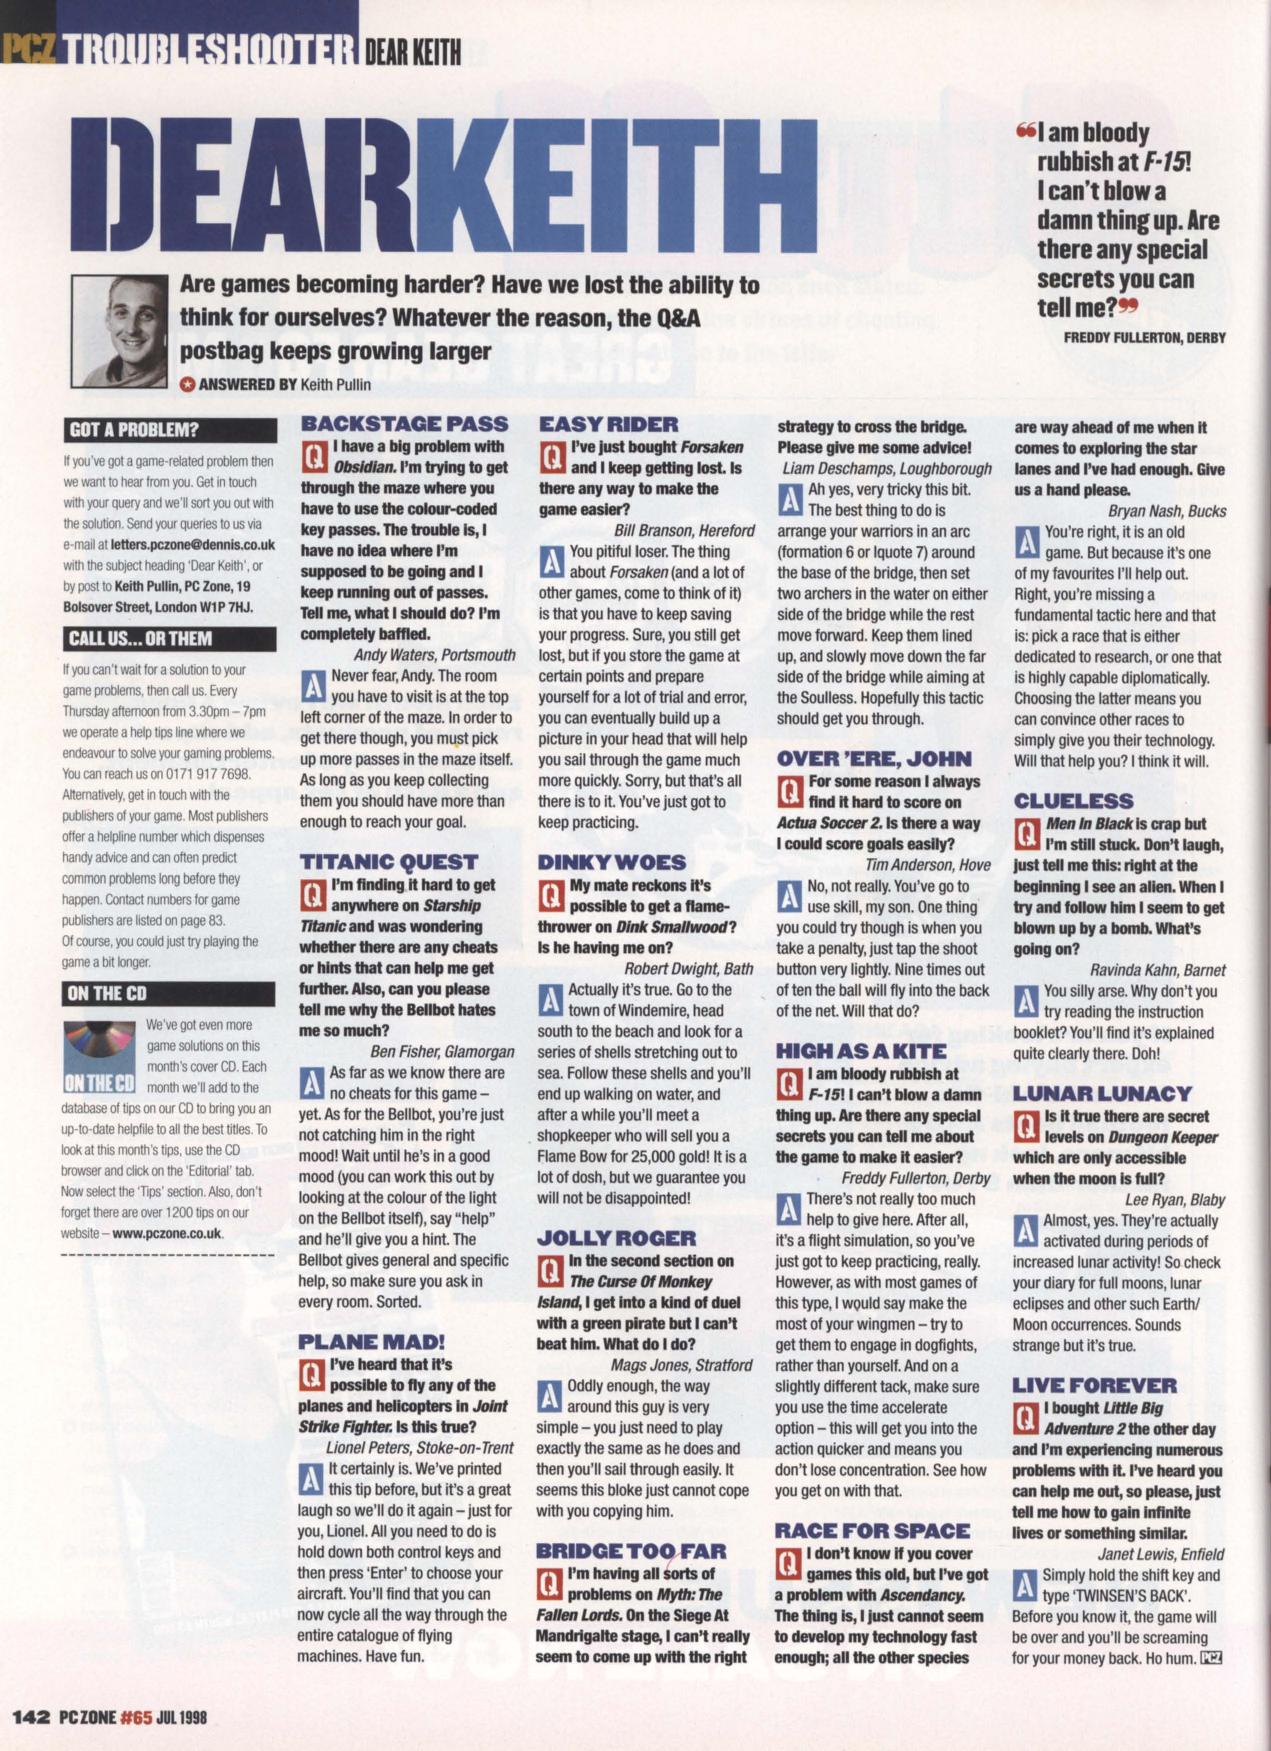 PCZ TROUBLESHOOTER DEAR KEITH
DEARKEITH
Are games becoming harder? Have we lost the ability to
think for ourselves? Whatever the reason, the Q&A
postbag keeps growing larger
ANSWERED BY Keith Pullin
“I am bloody
rubbish at F-15!
I can't blow a
damn thing up. Are
there any special
secrets you can
tell me?”
FREDDY FULLERTON, DERBY
GOT A PROBLEM?
If you've got a game-related problem then
we want to hear from you. Get in touch
with your query and we'll sort you out with
the solution. Send your queries to us via
e-mail at letters.pczone@dennis.co.uk
with the subject heading 'Dear Keith', or
by post to Keith Pullin, PC Zone, 19
Bolsover Street, London W1P 7HJ.
CALL US... OR THEM
If you can't wait for a solution to your
game problems, then call us. Every
Thursday afternoon from 3.30pm – 7pm
we operate a help tips line where we
endeavour to solve your gaming problems.
You can reach us on 0171 917 7698.
Alternatively, get in touch with the
publishers of your game. Most publishers
offer a helpline number which dispenses
handy advice and can often predict
common problems long before they
happen. Contact numbers for game
publishers are listed on page 83.
Of course, you could just try playing the
game a bit longer.
ON THE CD
ON THE CD
We've got even more
game solutions on this
month's cover CD. Each
month we'll add to the
database of tips on our CD to bring you an
up-to-date helpfile to all the best titles. To
look at this month's tips, use the CD
browser and click on the 'Editorial' tab.
Now select the 'Tips' section. Also, don't
forget there are over 1200 tips on our
website – www.pczone.co.uk.
BACKSTAGE PASS
Q I have a big problem with
Obsidian. I'm trying to get
through the maze where you
have to use the colour-coded
key passes. The trouble is, I
have no idea where I'm
supposed to be going and I
keep running out of passes.
Tell me, what I should do? I'm
completely baffled.
Andy Waters, Portsmouth
A Never fear, Andy. The room
you have to visit is at the top
left corner of the maze. In order to
get there though, you must pick
up more passes in the maze itself.
As long as you keep collecting
them you should have more than
enough to reach your goal.
TITANIC QUEST
Q I'm finding it hard to get
anywhere on Starship
Titanic and was wondering
whether there are any cheats
or hints that can help me get
further. Also, can you please
tell me why the Bellbot hates
me so much?
Ben Fisher, Glamorgan
A As far as we know there are
no cheats for this game –
yet. As for the Bellbot, you're just
not catching him in the right
mood! Wait until he's in a good
mood (you can work this out by
looking at the colour of the light
on the Bellbot itself), say "help"
and he'll give you a hint. The
Bellbot gives general and specific
help, so make sure you ask in
every room. Sorted.
PLANE MAD!
Q I've heard that it's
possible to fly any of the
planes and helicopters in Joint
Strike Fighter. Is this true?
Lionel Peters, Stoke-on-Trent
A It certainly is. We've printed
this tip before, but it's a great
laugh so we'll do it again – just for
you, Lionel. All you need to do is
hold down both control keys and
then press 'Enter' to choose your
aircraft. You'll find that you can
now cycle all the way through the
entire catalogue of flying
machines. Have fun.
EASY RIDER
Q I've just bought Forsaken
and I keep getting lost. Is
there any way to make the
game easier?
Bill Branson, Hereford
A You pitiful loser. The thing
about Forsaken (and a lot of
other games, come to think of it)
is that you have to keep saving
your progress. Sure, you still get
lost, but if you store the game at
certain points and prepare
yourself for a lot of trial and error,
you can eventually build up a
picture in your head that will help
you sail through the game much
more quickly. Sorry, but that's all
there is to it. You've just got to
keep practicing.
DINKY WOES
Q My mate reckons it's
possible to get a flame-
thrower on Dink Smallwood?
Is he having me on?
Robert Dwight, Bath
A Actually it's true. Go to the
town of Windemire, head
south to the beach and look for a
series of shells stretching out to
sea. Follow these shells and you'll
end up walking on water, and
after a while you'll meet a
shopkeeper who will sell you a
Flame Bow for 25,000 gold! It is a
lot of dosh, but we guarantee you
will not be disappointed!
JOLLY ROGER
Q In the second section on
The Curse Of Monkey
Island, I get into a kind of duel
with a green pirate but I can't
beat him. What do I do?
Mags Jones, Stratford
A Oddly enough, the way
around this guy is very
simple – you just need to play
exactly the same as he does and
then you'll sail through easily. It
seems this bloke just cannot cope
with you copying him.
BRIDGE TOO FAR
Q I'm having all sorts of
problems on Myth: The
Fallen Lords. On the Siege At
Mandrigalte stage, I can't really
seem to come up with the right
strategy to cross the bridge.
Please give me some advice!
Liam Deschamps, Loughborough
A Ah yes, very tricky this bit.
The best thing to do is
arrange your warriors in an arc
(formation 6 or Iquote 7) around
the base of the bridge, then set
two archers in the water on either
side of the bridge while the rest
move forward. Keep them lined
up, and slowly move down the far
side of the bridge while aiming at
the Soulless. Hopefully this tactic
should get you through.
OVER 'ERE, JOHN
Q For some reason I always
find it hard to score on
Actua Soccer 2. Is there a way
I could score goals easily?
Tim Anderson, Hove
A No, not really. You've go to
use skill, my son. One thing
you could try though is when you
take a penalty, just tap the shoot
button very lightly. Nine times out
of ten the ball will fly into the back
of the net. Will that do?
HIGH AS A KITE
Q I am bloody rubbish at
F-15! I can't blow a damn
thing up. Are there any special
secrets you can tell me about
the game to make it easier?
Freddy Fullerton, Derby
A There's not really too much
help to give here. After all,
it's a flight simulation, so you've
just got to keep practicing, really.
However, as with most games of
this type, I would say make the
most of your wingmen – try to
get them to engage in dogfights,
rather than yourself. And on a
slightly different tack, make sure
you use the time accelerate
option – this will get you into the
action quicker and means you
don't lose concentration. See how
you get on with that.
RACE FOR SPACE
Q I don't know if you cover
games this old, but I've got
a problem with Ascendancy.
The thing is, I just cannot seem
to develop my technology fast
enough; all the other species
are way ahead of me when it
comes to exploring the star
lanes and I've had enough. Give
us a hand please.
Bryan Nash, Bucks
A You're right, it is an old
game. But because it's one
of my favourites I'll help out.
Right, you're missing a
fundamental tactic here and that
is: pick a race that is either
dedicated to research, or one that
is highly capable diplomatically.
Choosing the latter means you
can convince other races to
simply give you their technology.
Will that help you? I think it will.
CLUELESS
Q Men In Black is crap but
I'm still stuck. Don't laugh,
just tell me this: right at the
beginning I see an alien. When I
try and follow him I seem to get
blown up by a bomb. What's
going on?
Ravinda Kahn, Barnet
A You silly arse. Why don't you
try reading the instruction
booklet? You'll find it's explained
quite clearly there. Doh!
LUNAR LUNACY
Q Is it true there are secret
levels on Dungeon Keeper
which are only accessible
when the moon is full?
Lee Ryan, Blaby
A Almost, yes. They're actually
activated during periods of
increased lunar activity! So check
your diary for full moons, lunar
eclipses and other such Earth/
Moon occurrences. Sounds
strange but it's true.
LIVE FOREVER
Q I bought Little Big
Adventure 2 the other day
and I'm experiencing numerous
problems with it. I've heard you
can help me out, so please, just
tell me how to gain infinite
lives or something similar.
Janet Lewis, Enfield
A Simply hold the shift key and
type 'TWINSEN'S BACK'.
Before you know it, the game will
be over and you'll be screaming
for your money back. Ho hum. PCZ
142 PC ZONE #65 JUL 1998